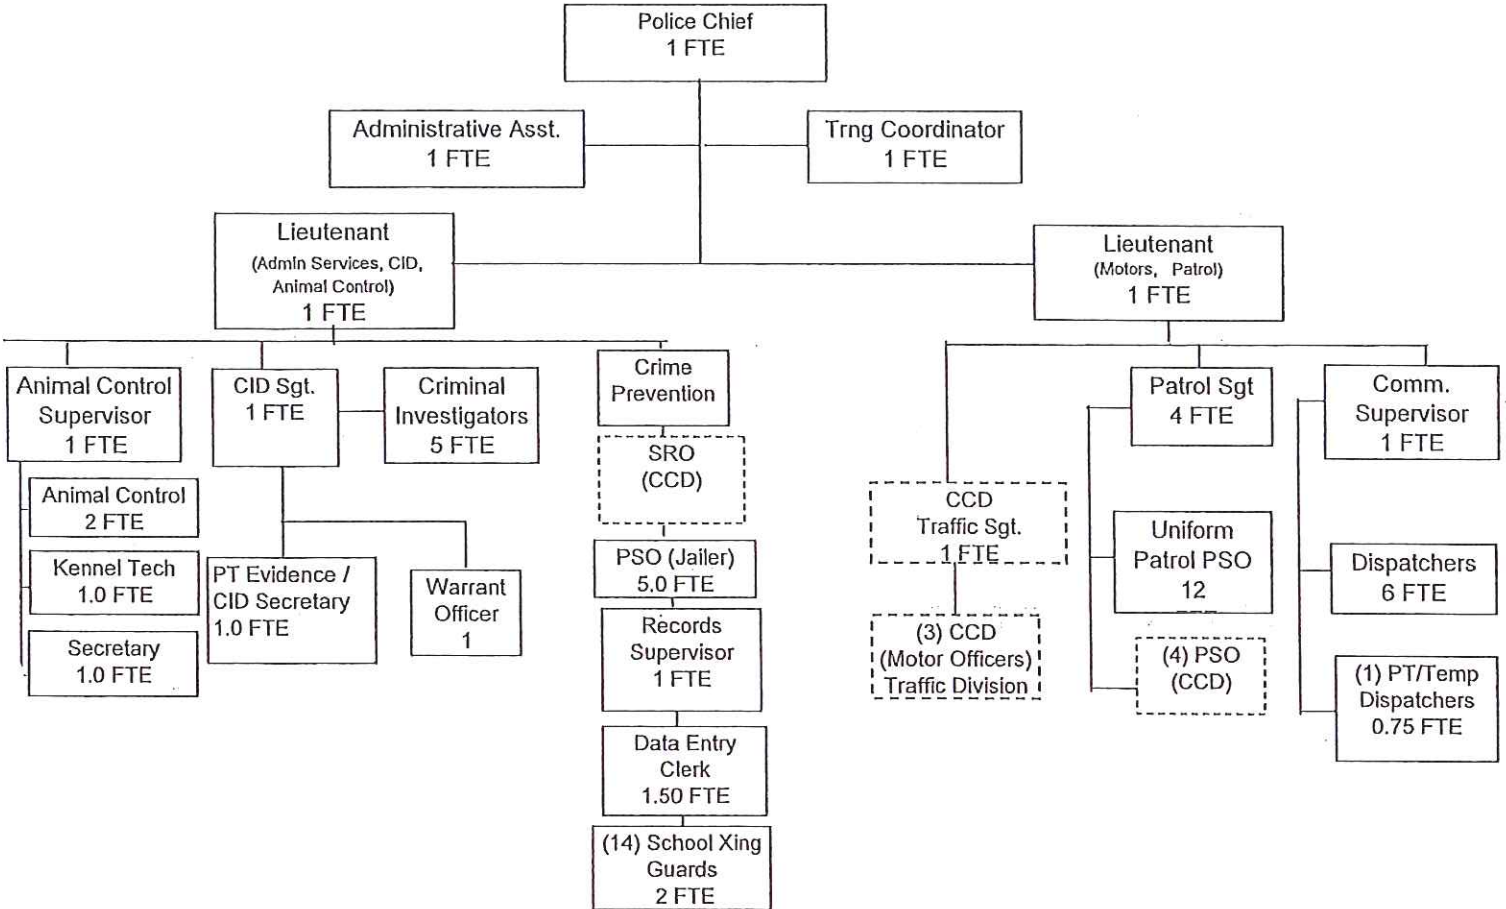 Police Chief
1 FTE
Administrative Asst.
1 FTE
Trng Coordinator
1 FTE
Lieutenant
(Admin Services, CID,
Animal Control)
1 FTE
Lieutenant
(Motors, Patrol)
1 FTE
Animal Control
Supervisor
1 FTE
CID Sgt.
1 FTE
Criminal
Investigators
5 FTE
Crime
Prevention
Patrol Sgt
4 FTE
Comm.
Supervisor
1 FTE
SRO
(CCD)
Animal Control
2 FTE
Kennel Tech
1.0 FTE
Secretary
1.0 FTE
PT Evidence /
CID Secretary
1.0 FTE
Warrant
Officer
1
PSO (Jailer)
5.0 FTE
Records
Supervisor
1 FTE
Data Entry
Clerk
1.50 FTE
(14) School Xing
Guards
2 FTE
CCD
Traffic Sgt.
1 FTE
(3) CCD
(Motor Officers)
Traffic Division
Uniform
Patrol PSO
12
(4) PSO
(CCD)
Dispatchers
6 FTE
(1) PT/Temp
Dispatchers
0.75 FTE